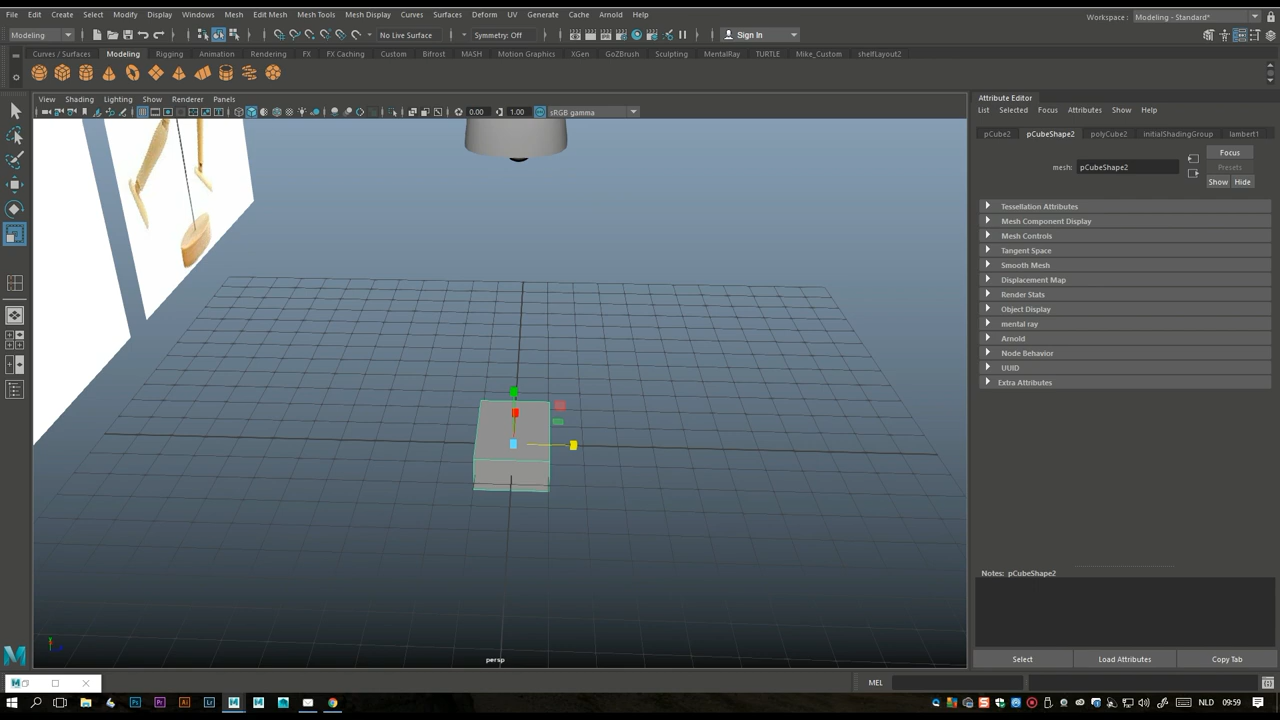 File Edit Create Select Modify Display Windows Mesh Edit Mesh Mesh Tools Mesh Display Curves Surfaces Deform UV Generate Cache Arnold Help
Workspace : Modeling - Standard*
Modeling No Live Surface Symmetry: Off Sign In
Curves / Surfaces Modeling Rigging Animation Rendering FX FX Caching Custom Bifrost MASH Motion Graphics XGen GoZBrush Sculpting MentalRay TURTLE Mike_Custom shelfLayout2
View Shading Lighting Show Renderer Panels
0.00 1.00 sRGB gamma
Attribute Editor
List Selected Focus Attributes Show Help
pCube2 pCubeShape2 polyCube2 initialShadingGroup lambert1
Focus
mesh: pCubeShape2 Presets
Show Hide
Tessellation Attributes
Mesh Component Display
Mesh Controls
Tangent Space
Smooth Mesh
Displacement Map
Render Stats
Object Display
mental ray
Arnold
Node Behavior
UUID
Extra Attributes
Notes: pCubeShape2
persp
Select Load Attributes Copy Tab
MEL
NLD 09:59